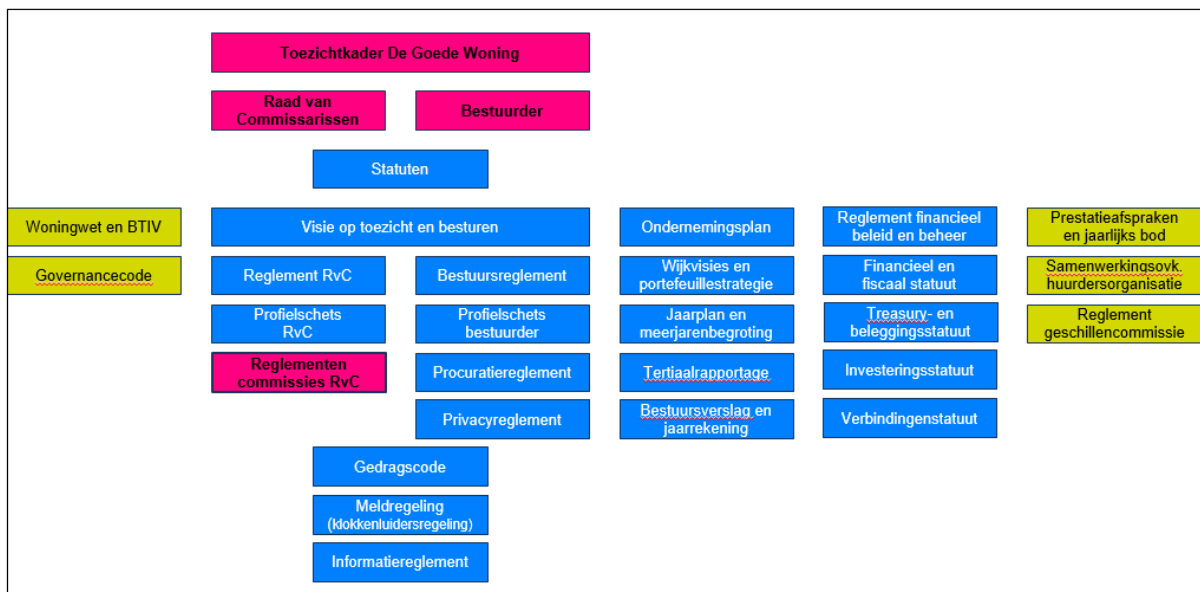 Toezichtkader De Goede Woning
Raad van
Commissarissen
Bestuurder
Statuten
Woningwet en BTIV
Visie op toezicht en besturen
Ondernemingsplan
Reglement financieel
beleid en beheer
Prestatieafspraken
en jaarlijks bod
Governancecode
Reglement RvC
Bestuursreglement
Wijkvisies en
portefeuillestrategie
Financieel en
fiscaal statuut
Samenwerkingsovk.
huurdersorganisatie
Profielschets
RvC
Profielschets
bestuurder
Jaarplan en
meerjarenbegroting
Treasury- en
beleggingsstatuut
Reglement
geschillencommissie
Reglementen
commissies RvC
Procuratiereglement
Tertiaalrapportage
Investeringsstatuut
Privacyreglement
Bestuursverslag en
jaarrekening
Verbindingenstatuut
Gedragscode
Meldregeling
(klokkenluidersregeling)
Informatiereglement